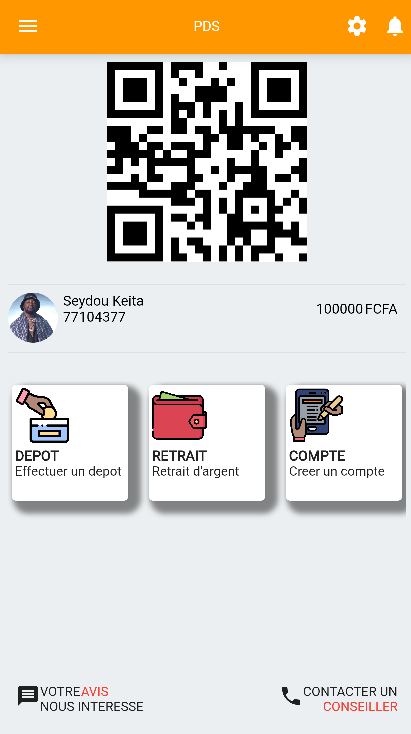 PDS
Seydou Keita
77104377
100000 FCFA
DEPOT
Effectuer un depot
RETRAIT
Retrait d'argent
COMPTE
Creer un compte
VOTRE AVIS
NOUS INTERESSE
CONTACTER UN
CONSEILLER